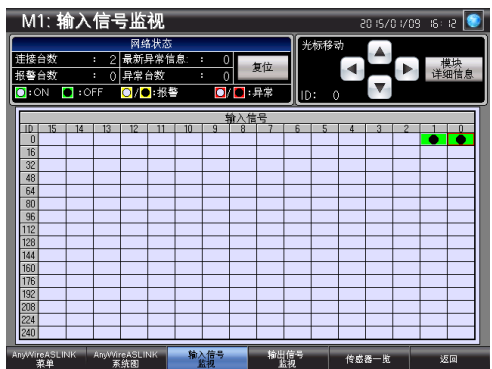 M1: 输入信号监视
2015/01/09 16:12
网络状态
连接台数 : 2 最新异常信息: : 0
报警台数 : 0 异常台数 : 0
复位
:ON :OFF / :报警 / :异常
光标移动
ID: 0
模块
详细信息
输入信号
ID 15 14 13 12 11 10 9 8 7 6 5 4 3 2 1 0
0
16
32
48
64
80
96
112
128
144
160
176
192
208
224
240
AnyWireASLINK
菜单
AnyWireASLINK
系统图
输入信号
监视
输出信号
监视
传感器一览
返回